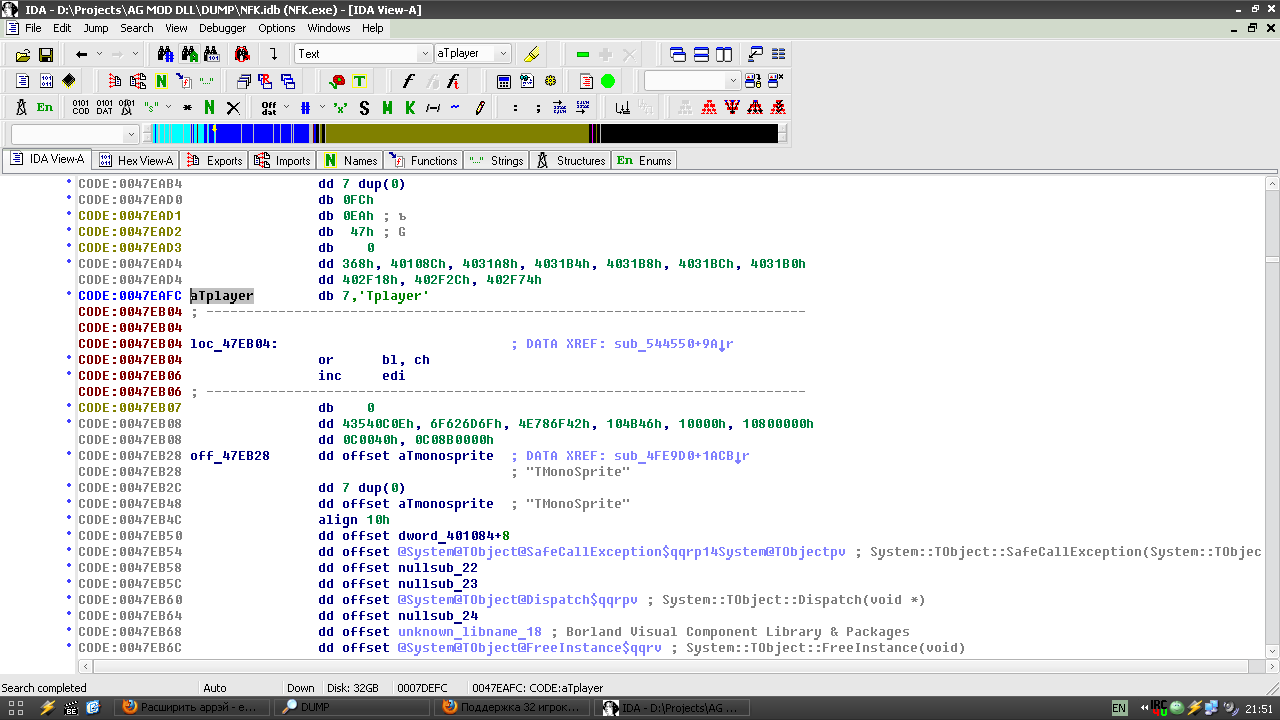 IDA - D:\Projects\AG MOD DLL\DUMP\NFK.idb (NFK.exe) - [IDA View-A]
File Edit Jump Search View Debugger Options Windows Help
Text aTplayer
En
IDA View-A Hex View-A Exports Imports N Names Functions Strings Structures En Enums
CODE:0047EAB4 dd 7 dup(0)
CODE:0047EAD0 db 0FCh
CODE:0047EAD1 db 0EAh ; ъ
CODE:0047EAD2 db 47h ; G
CODE:0047EAD3 db 0
CODE:0047EAD4 dd 368h, 40108Ch, 4031A8h, 4031B4h, 4031B8h, 4031BCh, 4031B0h
CODE:0047EAD4 dd 402F18h, 402F2Ch, 402F74h
CODE:0047EAFC aTplayer db 7,'Tplayer'
CODE:0047EB04 ; ---------------------------------------------------------------------------
CODE:0047EB04
CODE:0047EB04 loc_47EB04: ; DATA XREF: sub_544550+9A↓r
CODE:0047EB04 or bl, ch
CODE:0047EB06 inc edi
CODE:0047EB06 ; ---------------------------------------------------------------------------
CODE:0047EB07 db 0
CODE:0047EB08 dd 43540C0Eh, 6F626D6Fh, 4E786F42h, 104B46h, 10000h, 10800000h
CODE:0047EB08 dd 0C0040h, 0C08B0000h
CODE:0047EB28 off_47EB28 dd offset aTmonosprite ; DATA XREF: sub_4FE9D0+1ACB↓r
CODE:0047EB28 ; "TMonoSprite"
CODE:0047EB2C dd 7 dup(0)
CODE:0047EB48 dd offset aTmonosprite ; "TMonoSprite"
CODE:0047EB4C align 10h
CODE:0047EB50 dd offset dword_401084+8
CODE:0047EB54 dd offset @System@TObject@SafeCallException$qqrp14System@TObjectpv ; System::TObject::SafeCallException(System::TObjec
CODE:0047EB58 dd offset nullsub_22
CODE:0047EB5C dd offset nullsub_23
CODE:0047EB60 dd offset @System@TObject@Dispatch$qqrpv ; System::TObject::Dispatch(void *)
CODE:0047EB64 dd offset nullsub_24
CODE:0047EB68 dd offset unknown_libname_18 ; Borland Visual Component Library & Packages
CODE:0047EB6C dd offset @System@TObject@FreeInstance$qqrv ; System::TObject::FreeInstance(void)
Search completed Auto Down Disk: 32GB 0007DEFC 0047EAFC: CODE:aTplayer
Расширить аррэй - e... DUMP Поддержка 32 игрок... IDA - D:\Projects\AG ... EN IRC 21:51